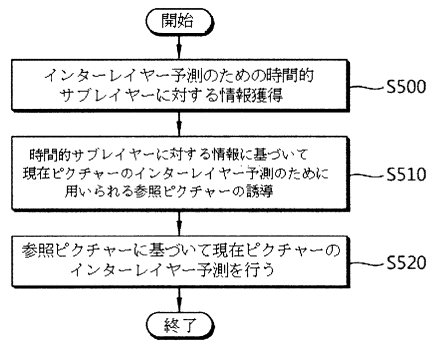 開始
インターレイヤー予測のための時間的
サブレイヤーに対する情報獲得
S500
時間的サブレイヤーに対する情報に基づいて
現在ピクチャーのインターレイヤー予測のために
用いられる参照ピクチャーの誘導
S510
参照ピクチャーに基づいて現在ピクチャーの
インターレイヤー予測を行う
S520
終了